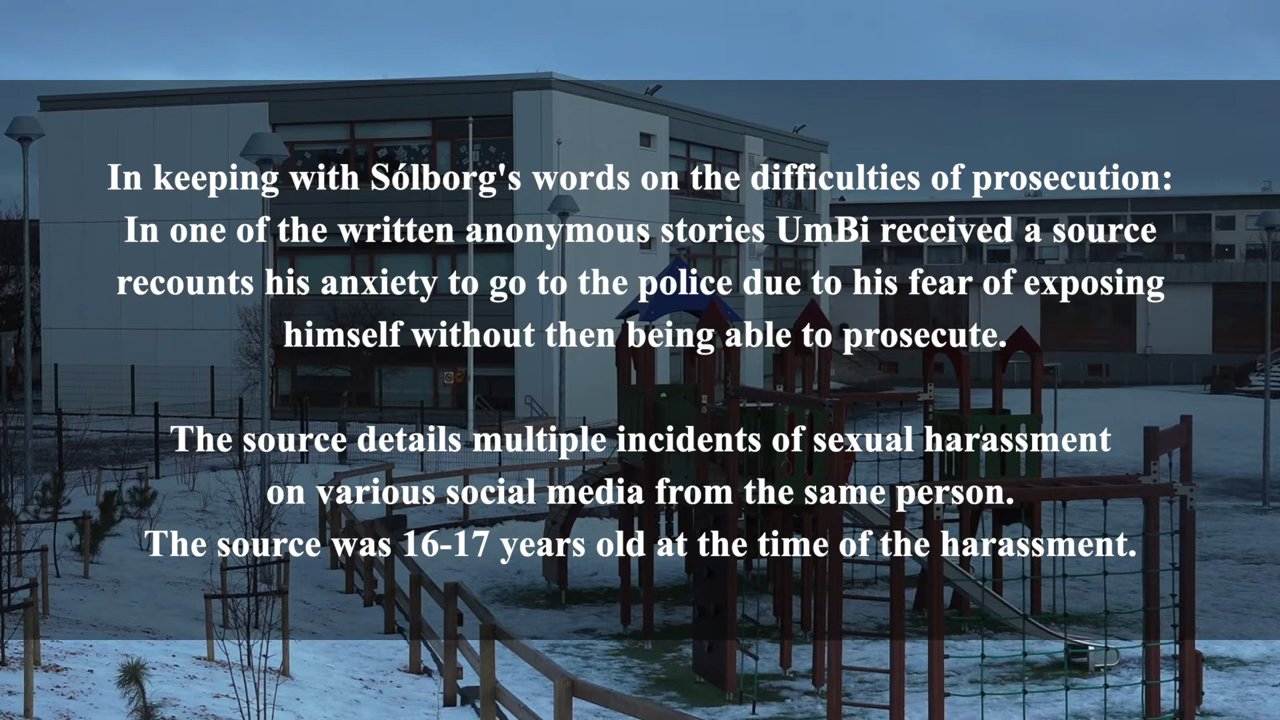 In keeping with Sólborg's words on the difficulties of prosecution:
In one of the written anonymous stories UmBi received a source
recounts his anxiety to go to the police due to his fear of exposing
himself without then being able to prosecute.
The source details multiple incidents of sexual harassment
on various social media from the same person.
The source was 16-17 years old at the time of the harassment.